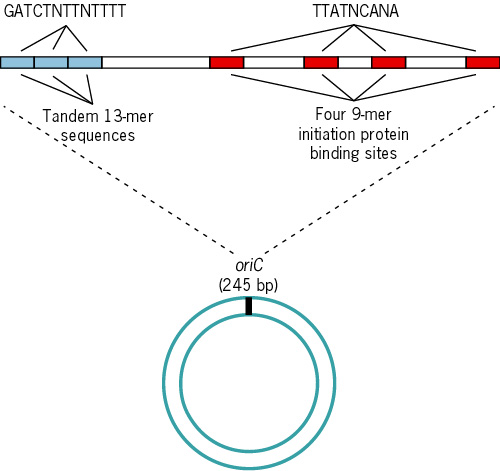 GATCTNTTNTTTT
TTATNCANA
Tandem 13-mer
sequences
Four 9-mer
initiation protein
binding sites
oriC
(245 bp)